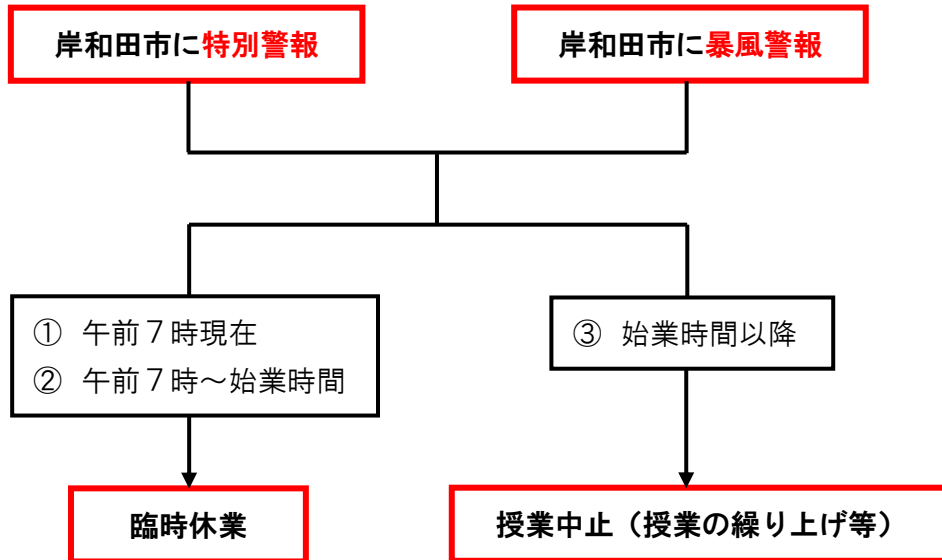 岸和田市に特別警報
岸和田市に暴風警報
① 午前７時現在
② 午前７時～始業時間
③ 始業時間以降
臨時休業
授業中止（授業の繰り上げ等）